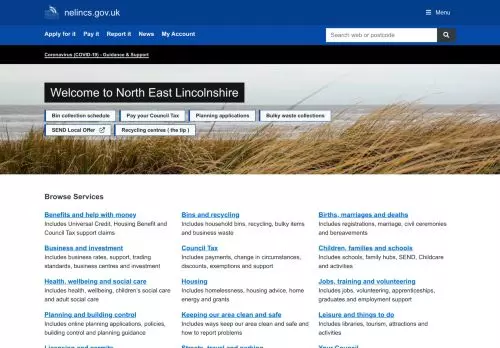 nelincs.gov.uk
Menu
Apply for it Pay it Report it News My Account
Search web or postcode
Coronavirus (COVID-19) - Guidance & Support
Welcome to North East Lincolnshire
Bin collection schedule Pay your Council Tax Planning applications Bulky waste collections
SEND Local Offer Recycling centres ( the tip )
Browse Services
Benefits and help with money
Includes Universal Credit, Housing Benefit and
Council Tax support claims
Bins and recycling
Includes household bins, recycling, bulky items
and business waste
Births, marriages and deaths
Includes registrations, marriage, civil ceremonies
and bereavements
Business and investment
Includes business rates, support, trading
standards, business centres and investment
Council Tax
Includes payments, change in circumstances,
discounts, exemptions and support
Children, families and schools
Includes schools, family hubs, SEND, Childcare
and activities
Health, wellbeing and social care
Includes health, wellbeing, children's social care
and adult social care
Housing
Includes homelessness, housing advice, home
energy and grants
Jobs, training and volunteering
Includes jobs, volunteering, apprenticeships,
graduates and employment support
Planning and building control
Includes online planning applications, policies,
building control and planning guidance
Keeping our area clean and safe
Includes ways keep our area clean and safe and
how to report problems
Leisure and things to do
Includes libraries, tourism, attractions and
activities
Licensing and permits
Streets, travel and parking
Your Council